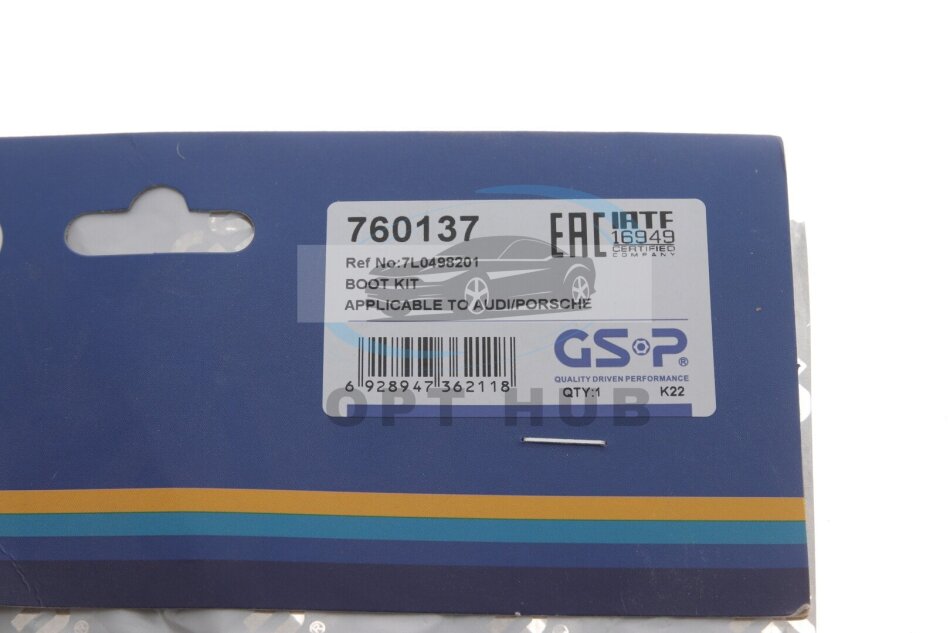 760137
EAC
IATF
16949
CERTIFIED
COMPANY
Ref No:7L0498201
BOOT KIT
APPLICABLE TO AUDI/PORSCHE
GS•P®
QUALITY DRIVEN PERFORMANCE
QTY:1 K22
6 928947 362118
OPT HUB